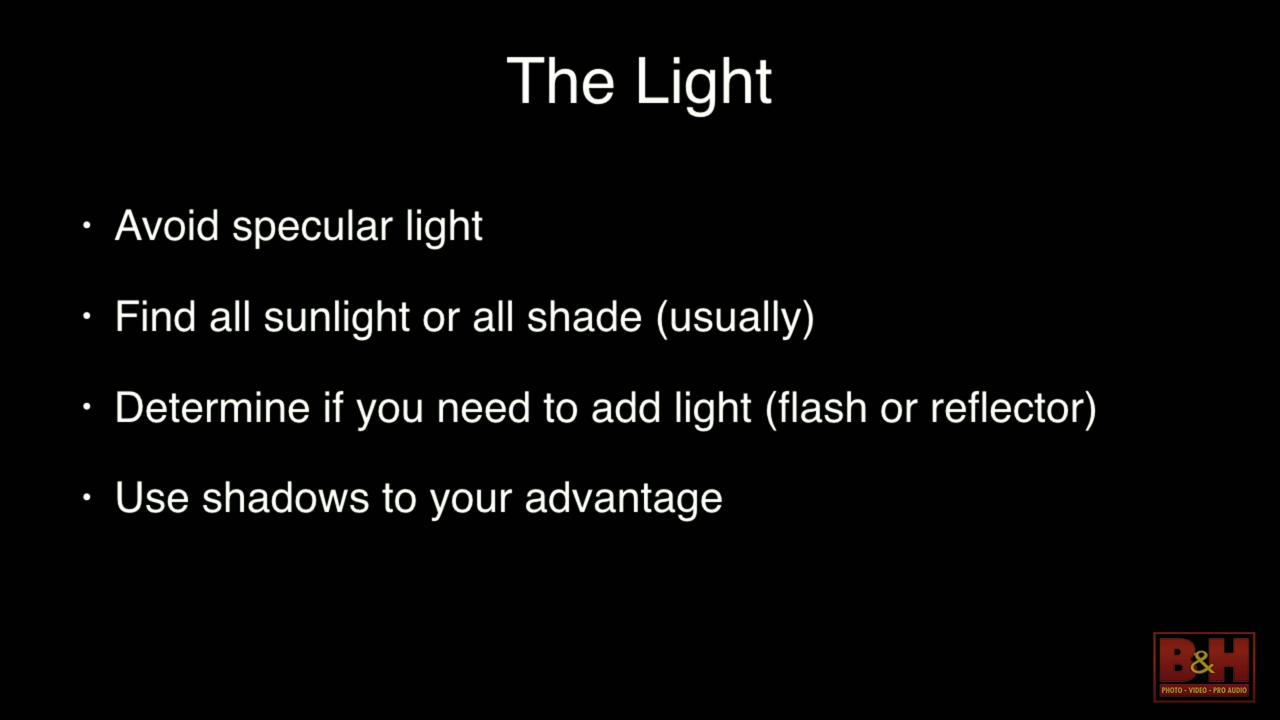 The Light
• Avoid specular light
• Find all sunlight or all shade (usually)
• Determine if you need to add light (flash or reflector)
• Use shadows to your advantage
B&H
PHOTO - VIDEO - PRO AUDIO